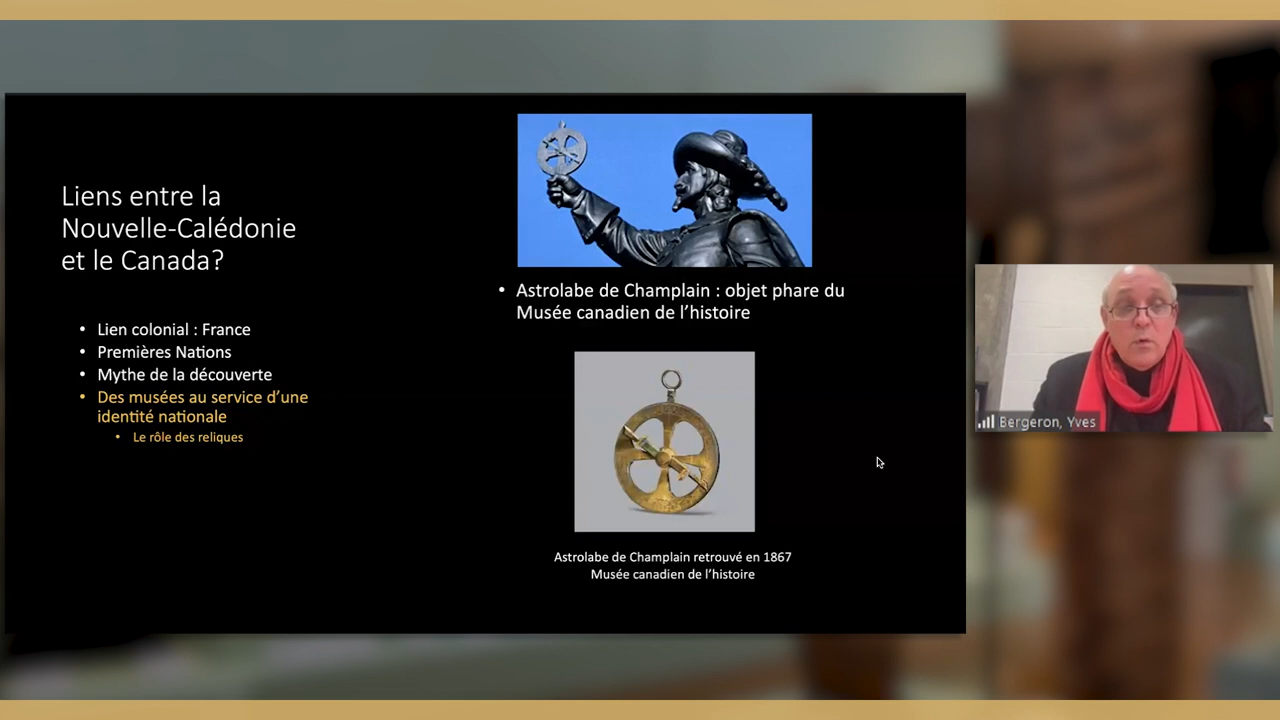 Liens entre la
Nouvelle-Calédonie
et le Canada?
• Lien colonial : France
• Premières Nations
• Mythe de la découverte
• Des musées au service d’une
identité nationale
• Le rôle des reliques
• Astrolabe de Champlain : objet phare du
Musée canadien de l’histoire
Astrolabe de Champlain retrouvé en 1867
Musée canadien de l’histoire
Bergeron, Yves